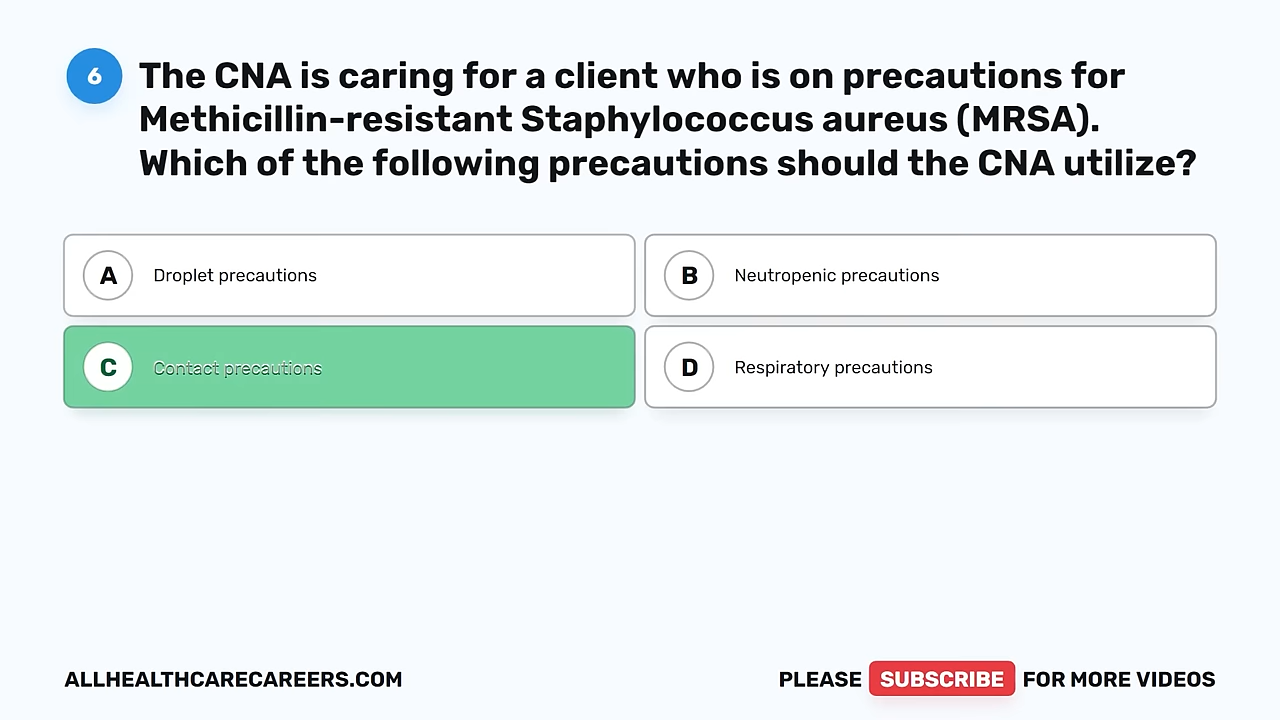 6
The CNA is caring for a client who is on precautions for
Methicillin-resistant Staphylococcus aureus (MRSA).
Which of the following precautions should the CNA utilize?
A Droplet precautions
B Neutropenic precautions
C Contact precautions
D Respiratory precautions
ALLHEALTHCARECAREERS.COM
PLEASE SUBSCRIBE FOR MORE VIDEOS